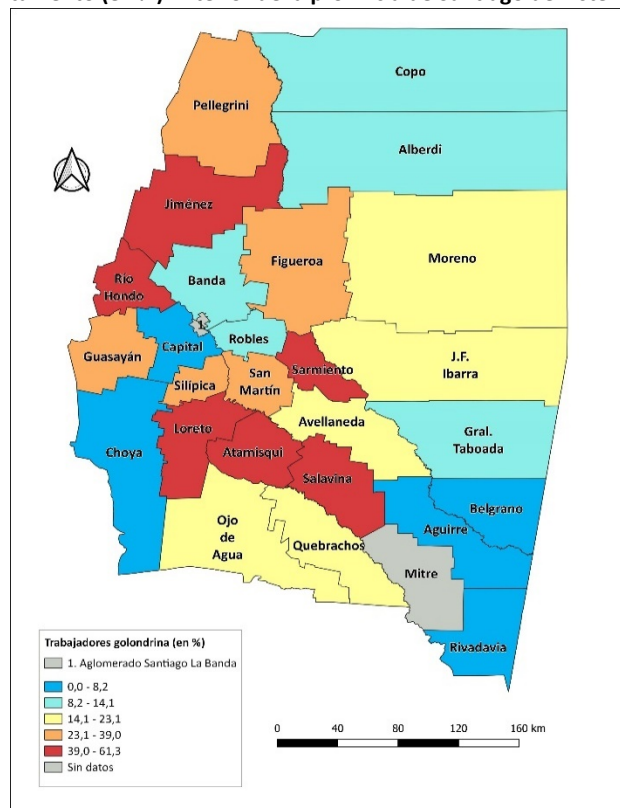 Copo
Pellegrini
Alberdi
Jiménez
Moreno
Figueroa
Banda
Río
Hondo
1.
Robles
Capital
J.F.
Ibarra
Guasayán
Sarmiento
San
Martín
Silípica
Avellaneda
Loreto
Gral.
Taboada
Choya
Atamisqui
Salavina
Belgrano
Aguirre
Ojo
de
Agua
Quebrachos
Mitre
Rivadavia
Trabajadores golondrina (en %)
1. Aglomerado Santiago La Banda
0,0 - 8,2
8,2 - 14,1
14,1 - 23,1
23,1 - 39,0
39,0 - 61,3
Sin datos
0 40 80 120 160 km